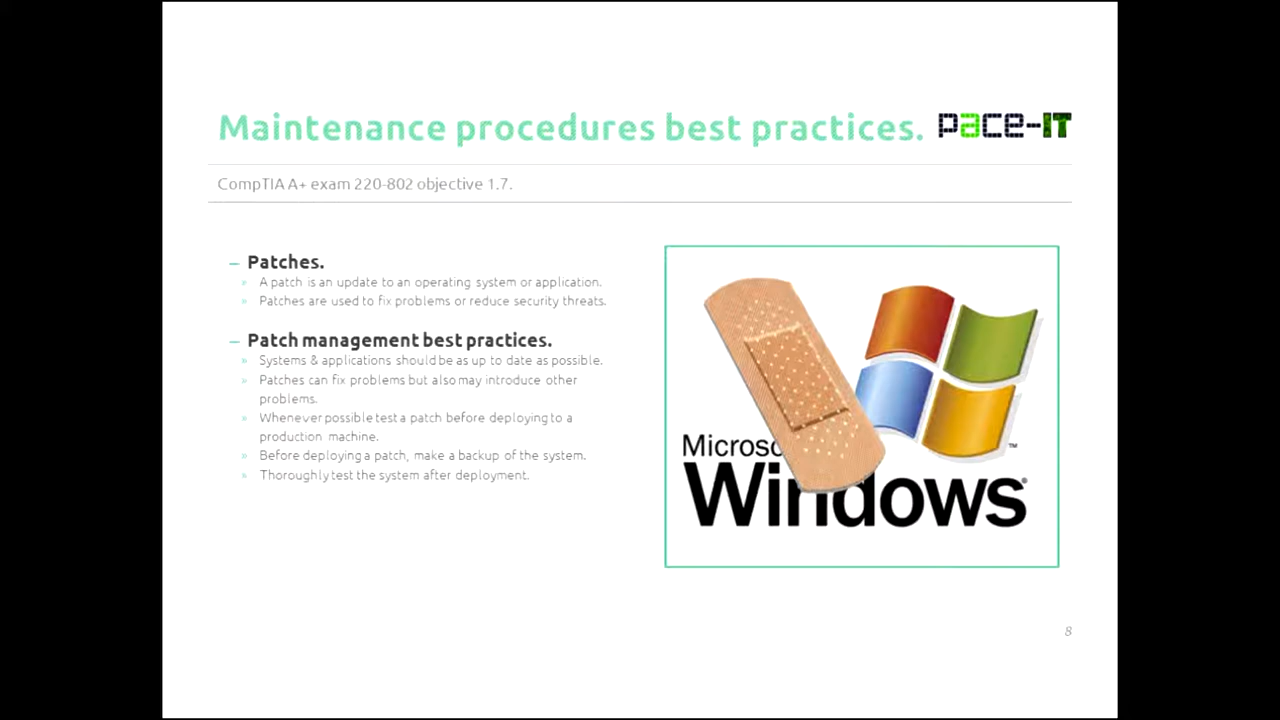 Maintenance procedures best practices.
pace-IT
CompTIA A+ exam 220-802 objective 1.7.
– Patches.
» A patch is an update to an operating system or application.
» Patches are used to fix problems or reduce security threats.
– Patch management best practices.
» Systems & applications should be as up to date as possible.
» Patches can fix problems but also may introduce other
problems.
» Whenever possible test a patch before deploying to a
production machine.
» Before deploying a patch, make a backup of the system.
» Thoroughly test the system after deployment.
Microso
Windows®
™
8